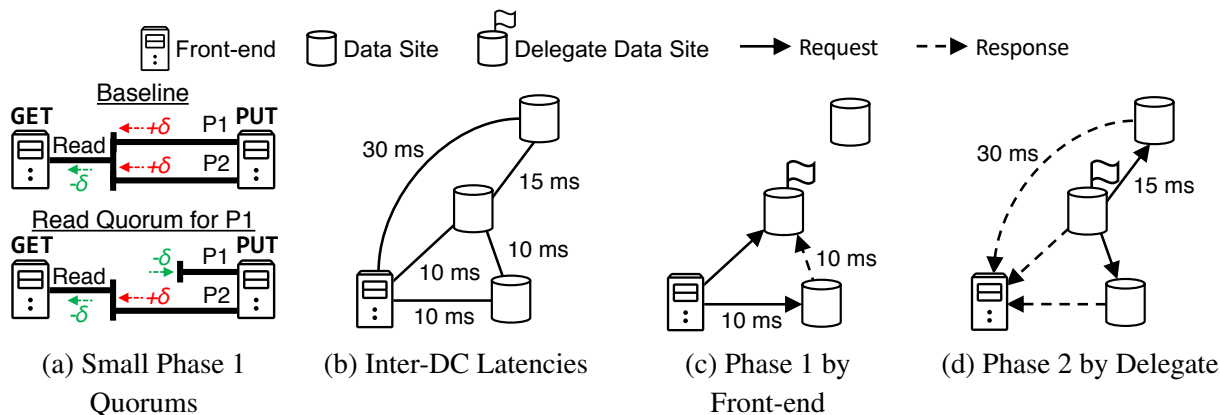 Front-end
Data Site
Delegate Data Site
Request
Response
Baseline
GET
PUT
Read
+δ
P1
+δ
P2
-δ
Read Quorum for P1
GET
PUT
Read
-δ
P1
+δ
P2
-δ
(a) Small Phase 1
Quorums
30 ms
15 ms
10 ms
10 ms
10 ms
(b) Inter-DC Latencies
10 ms
10 ms
(c) Phase 1 by
Front-end
30 ms
15 ms
(d) Phase 2 by Delegate